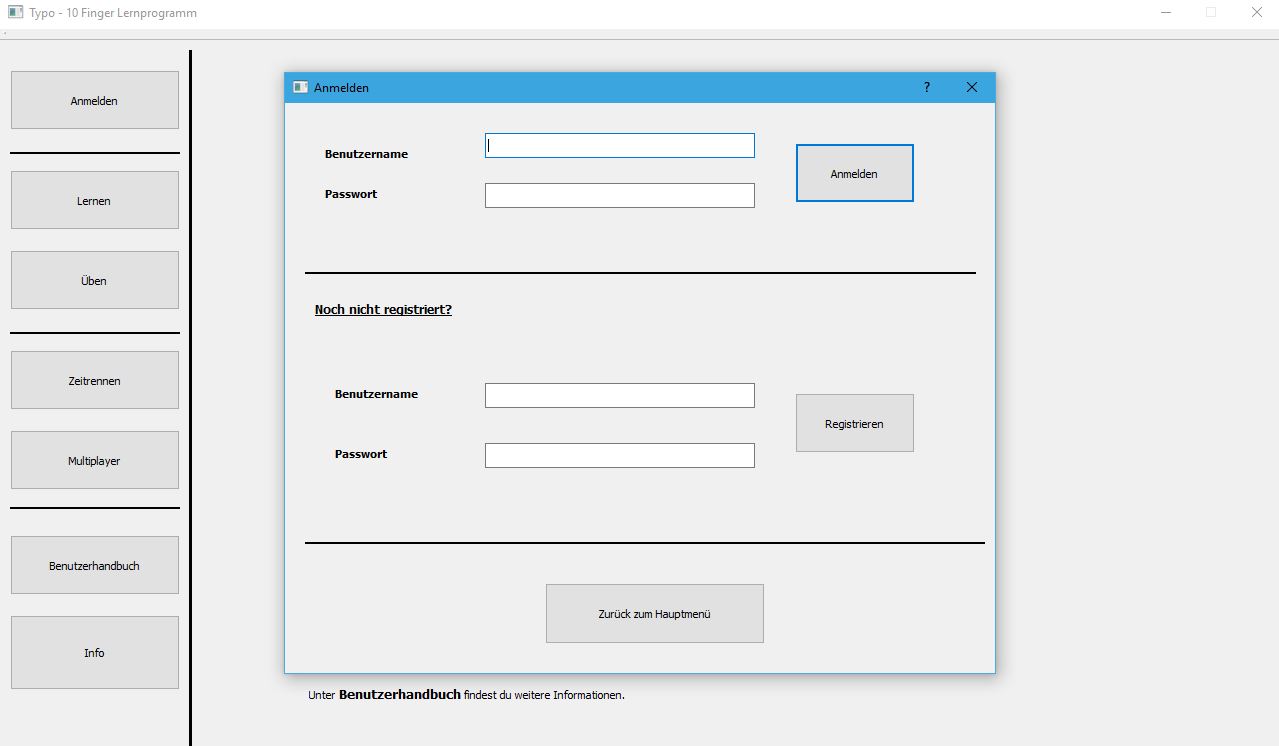 Typo - 10 Finger Lernprogramm
Anmelden
Lernen
Üben
Zeitrennen
Multiplayer
Benutzerhandbuch
Info
Anmelden
?
Benutzername
Passwort
Anmelden
Noch nicht registriert?
Benutzername
Passwort
Registrieren
Zurück zum Hauptmenü
Unter Benutzerhandbuch findest du weitere Informationen.